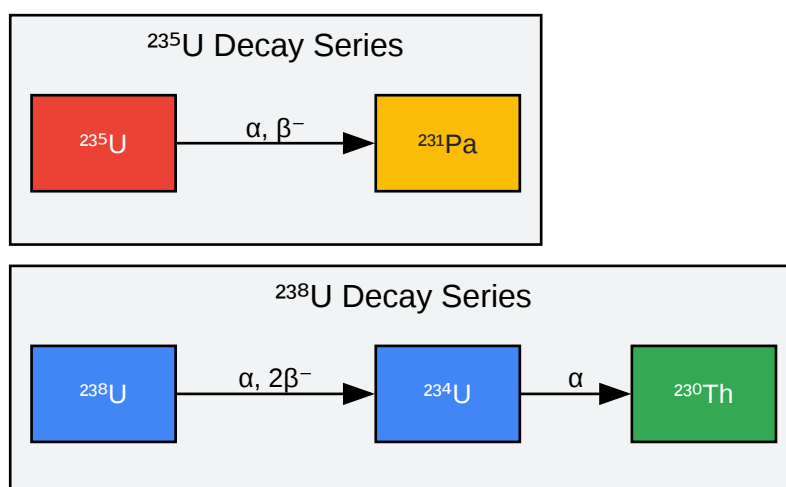 ²³⁵U Decay Series
²³⁵U
α, β⁻
²³¹Pa
²³⁸U Decay Series
²³⁸U
α, 2β⁻
²³⁴U
α
²³⁰Th